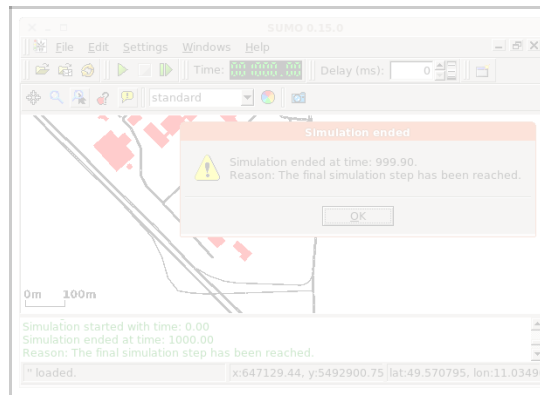 SUMO 0.15.0
File Edit Settings Windows Help
Time: 001000.00 Delay (ms): 0
standard
Simulation ended
Simulation ended at time: 999.90.
Reason: The final simulation step has been reached.
OK
0m 100m
Simulation started with time: 0.00
Simulation ended at time: 1000.00
Reason: The final simulation step has been reached.
" loaded. x:647129.44, y:5492900.75 lat:49.570795, lon:11.0349